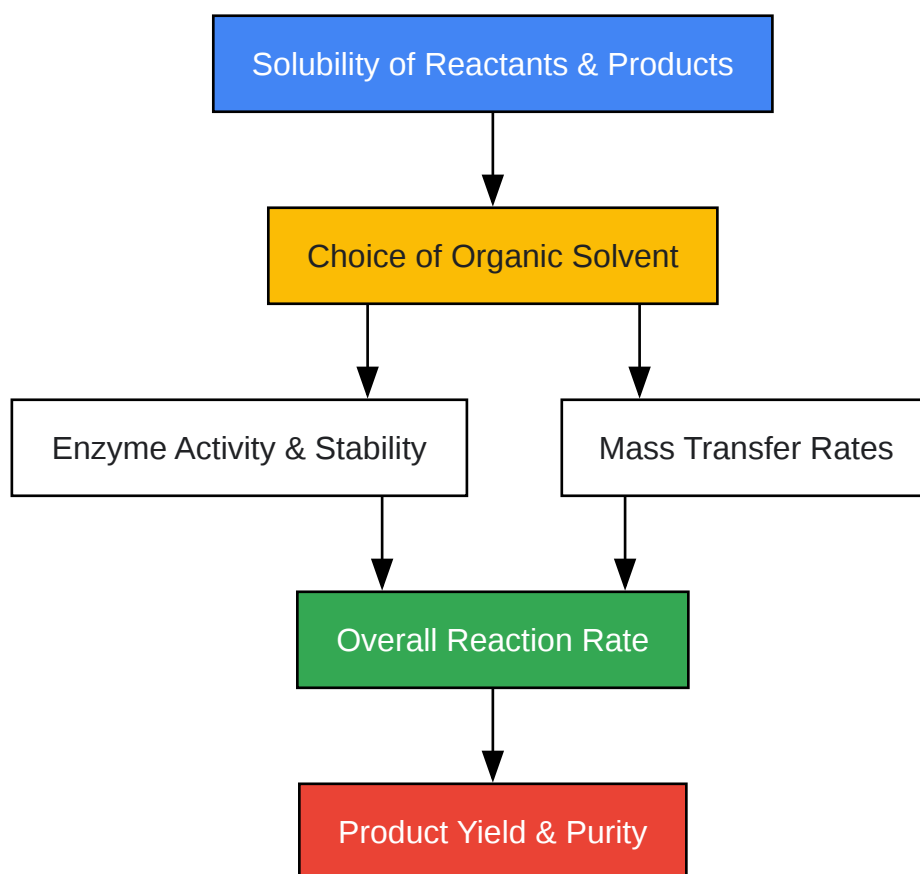 Solubility of Reactants & Products
Choice of Organic Solvent
Enzyme Activity & Stability
Mass Transfer Rates
Overall Reaction Rate
Product Yield & Purity